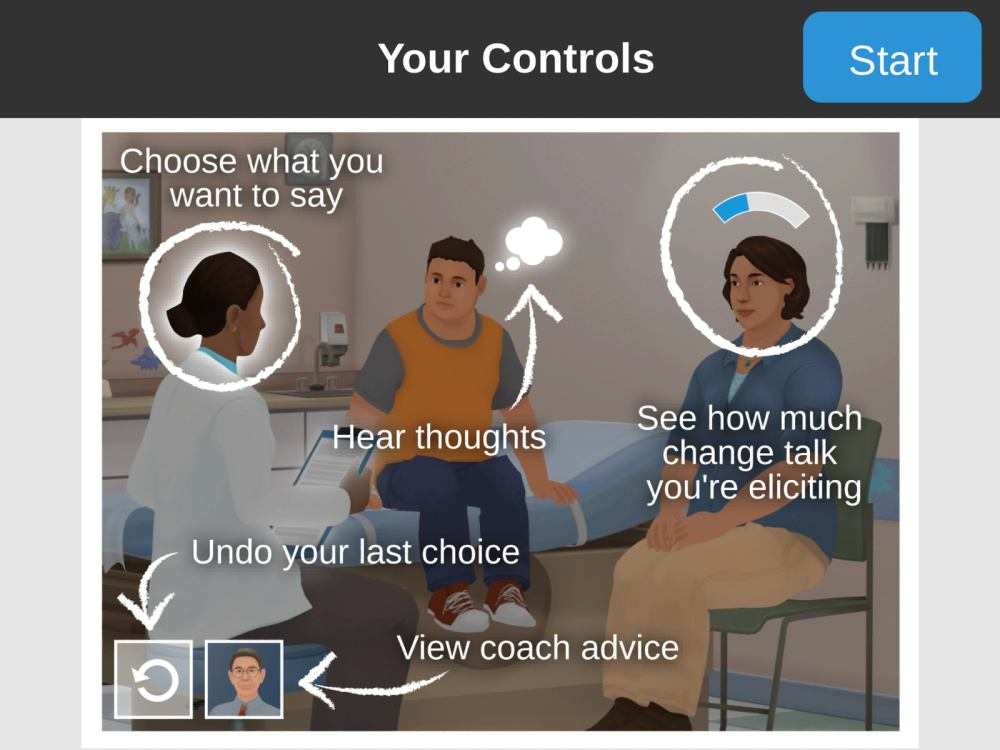 Your Controls
Start
Choose what you
want to say
Hear thoughts
See how much
change talk
you're eliciting
Undo your last choice
View coach advice